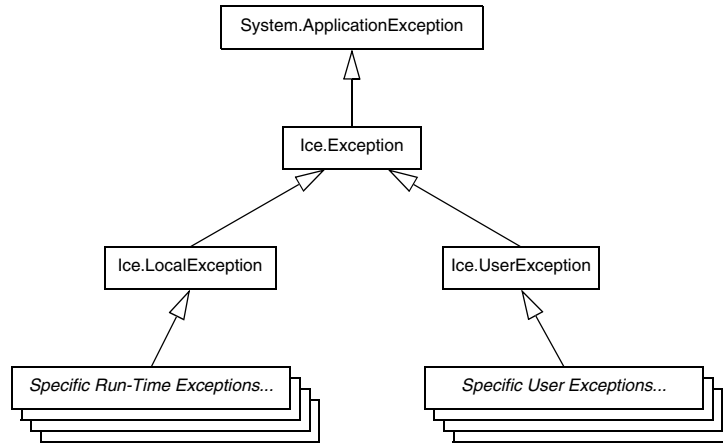 System.ApplicationException
Ice.Exception
Ice.LocalException
Ice.UserException
Specific Run-Time Exceptions...
Specific User Exceptions...